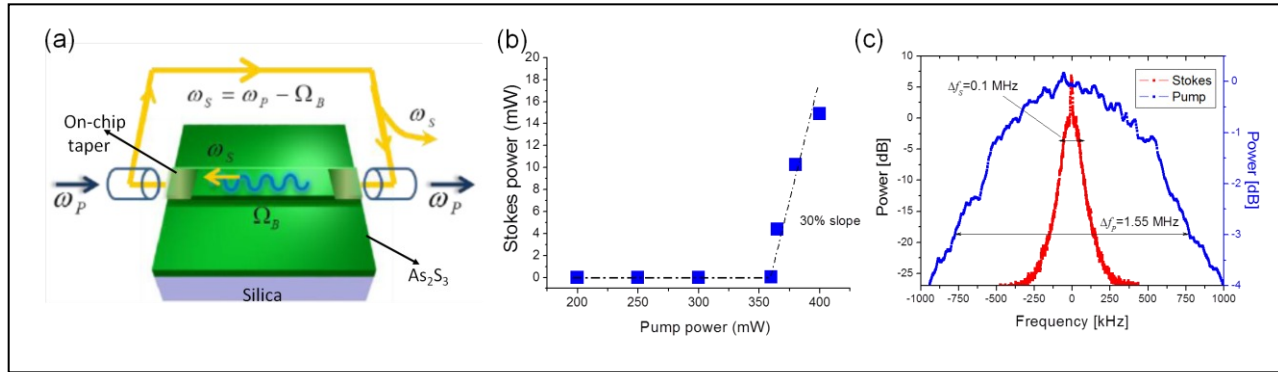 (a)
ω_S = ω_P − Ω_B
On-chip
taper
ω_S
ω_S
ω_P
ω_P
Ω_B
As₂S₃
Silica
(b)
Stokes power (mW)
20
18
16
14
12
10
8
6
4
2
0
30% slope
200 250 300 350 400
Pump power (mW)
(c)
Power [dB]
10
5
0
-5
-10
-15
-20
-25
Stokes
Pump
Δf_S=0.1 MHz
Δf_P=1.55 MHz
0
-1
-2
-3
-4
Power [dB]
-1000 -750 -500 -250 0 250 500 750 1000
Frequency [kHz]